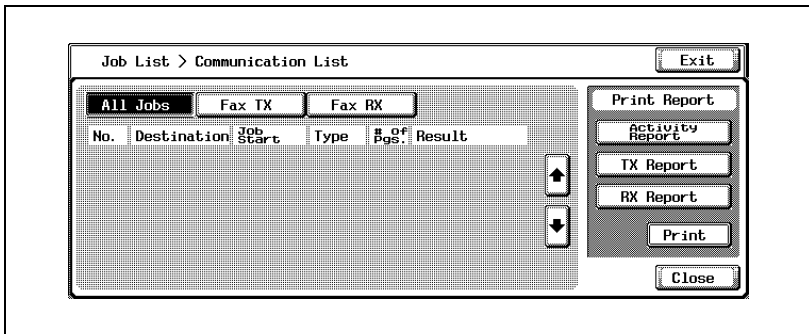 Job List > Communication List
Exit
All Jobs
Fax TX
Fax RX
No. Destination Job Start Type # of Pgs. Result
Print Report
Activity Report
TX Report
RX Report
Print
Close